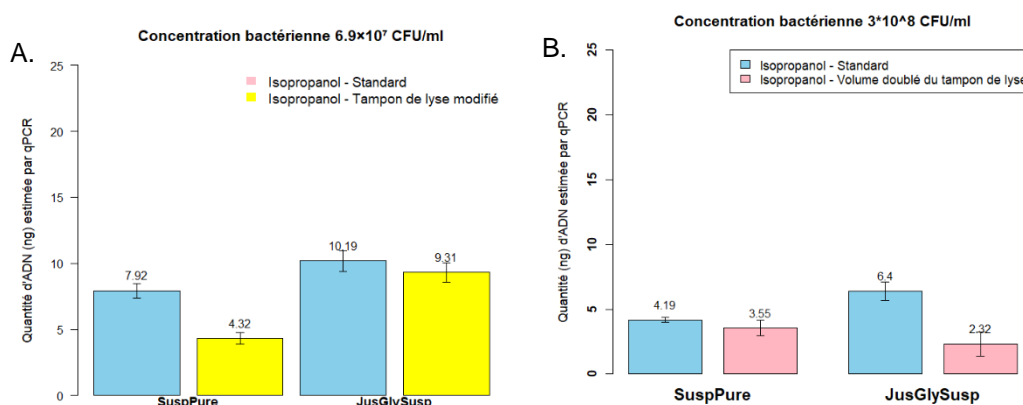 A.
Concentration bactérienne 6.9×10⁷ CFU/ml
Quantité d'ADN (ng) estimée par qPCR
25
20
15
10
5
0
Isopropanol - Standard
Isopropanol - Tampon de lyse modifié
7.92
4.32
10.19
9.31
SuspPure
JusGlySusp
B.
Concentration bactérienne 3*10^8 CFU/ml
Quantité (ng) d'ADN estimée par qPCR
25
20
15
10
5
0
Isopropanol - Standard
Isopropanol - Volume doublé du tampon de lyse
4.19
3.55
6.4
2.32
SuspPure
JusGlySusp